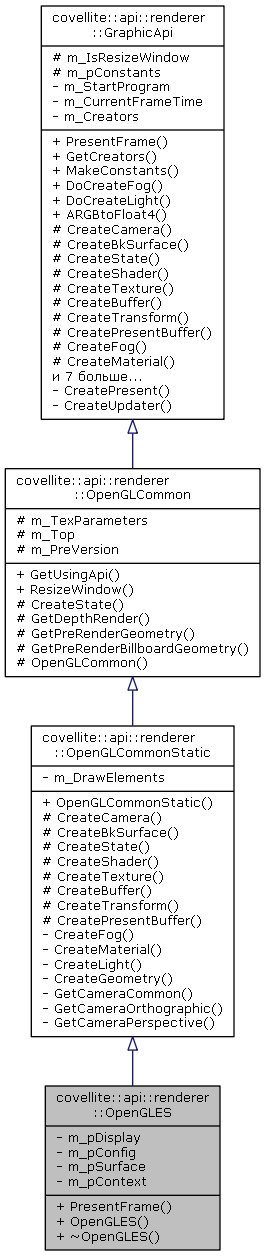 covellite::api::renderer
::GraphicApi
# m_IsResizeWindow
# m_pConstants
- m_StartProgram
- m_CurrentFrameTime
- m_Creators
+ PresentFrame()
+ GetCreators()
+ MakeConstants()
+ DoCreateFog()
+ DoCreateLight()
+ ARGBtoFloat4()
# CreateCamera()
# CreateBkSurface()
# CreateState()
# CreateShader()
# CreateTexture()
# CreateBuffer()
# CreateTransform()
# CreatePresentBuffer()
# CreateFog()
# CreateMaterial()
и 7 больше...
- CreatePresent()
- CreateUpdater()
covellite::api::renderer
::OpenGLCommon
# m_TexParameters
# m_Top
# m_PreVersion
+ GetUsingApi()
+ ResizeWindow()
# CreateState()
# GetDepthRender()
# GetPreRenderGeometry()
# GetPreRenderBillboardGeometry()
# OpenGLCommon()
covellite::api::renderer
::OpenGLCommonStatic
- m_DrawElements
+ OpenGLCommonStatic()
# CreateCamera()
# CreateBkSurface()
# CreateState()
# CreateShader()
# CreateTexture()
# CreateBuffer()
# CreateTransform()
# CreatePresentBuffer()
- CreateFog()
- CreateMaterial()
- CreateLight()
- CreateGeometry()
- GetCameraCommon()
- GetCameraOrthographic()
- GetCameraPerspective()
covellite::api::renderer
::OpenGLES
- m_pDisplay
- m_pConfig
- m_pSurface
- m_pContext
+ PresentFrame()
+ OpenGLES()
+ ~OpenGLES()